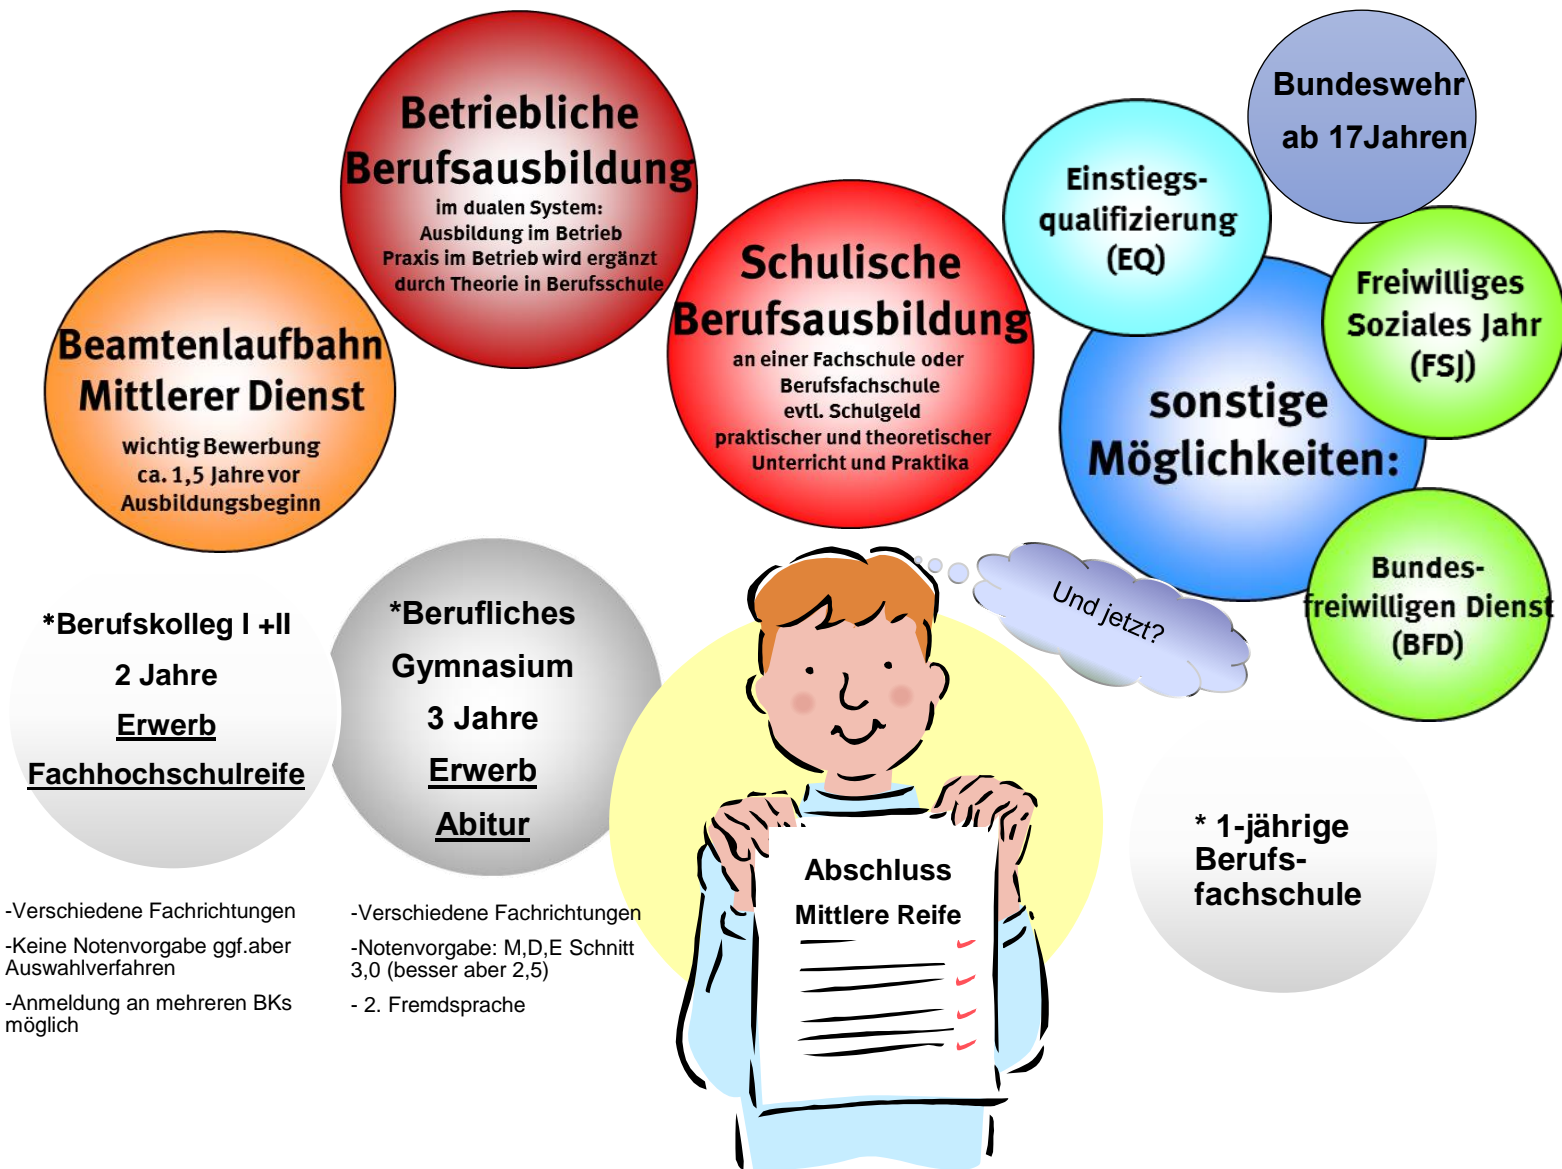 Betriebliche
Berufsausbildung
im dualen System:
Ausbildung im Betrieb
Praxis im Betrieb wird ergänzt
durch Theorie in Berufsschule
Bundeswehr
ab 17Jahren
Einstiegs-
qualifizierung
(EQ)
Schulische
Berufsausbildung
an einer Fachschule oder
Berufsfachschule
evtl. Schulgeld
praktischer und theoretischer
Unterricht und Praktika
Freiwilliges
Soziales Jahr
(FSJ)
Beamtenlaufbahn
Mittlerer Dienst
wichtig Bewerbung
ca. 1,5 Jahre vor
Ausbildungsbeginn
sonstige
Möglichkeiten:
Bundes-
freiwilligen Dienst
(BFD)
Und jetzt?
*Berufskolleg I +II
2 Jahre
Erwerb
Fachhochschulreife
*Berufliches
Gymnasium
3 Jahre
Erwerb
Abitur
* 1-jährige
Berufs-
fachschule
Abschluss
Mittlere Reife
-Verschiedene Fachrichtungen
-Keine Notenvorgabe ggf.aber
Auswahlverfahren
-Anmeldung an mehreren BKs
möglich
-Verschiedene Fachrichtungen
-Notenvorgabe: M,D,E Schnitt
3,0 (besser aber 2,5)
- 2. Fremdsprache